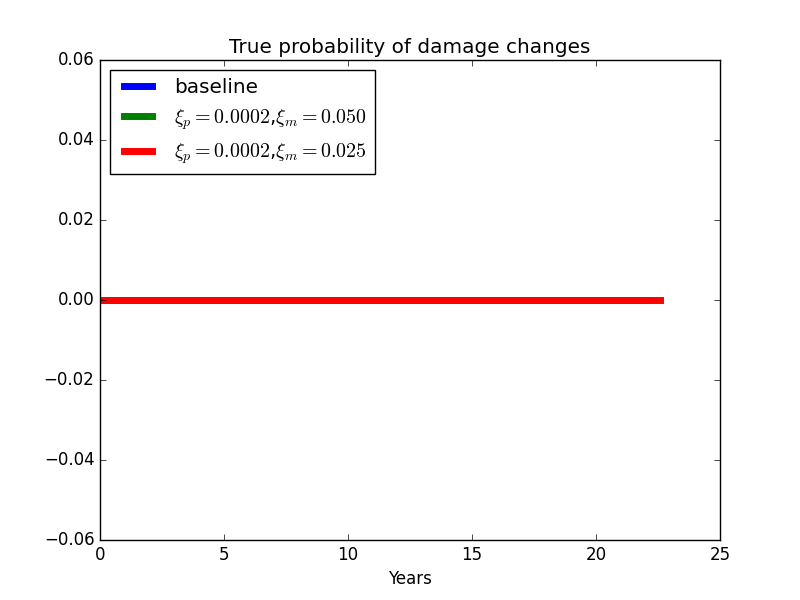 True probability of damage changes
baseline
ξₚ = 0.0002,ξₘ = 0.050
ξₚ = 0.0002,ξₘ = 0.025
0.06
0.04
0.02
0.00
−0.02
−0.04
−0.06
0 5 10 15 20 25
Years